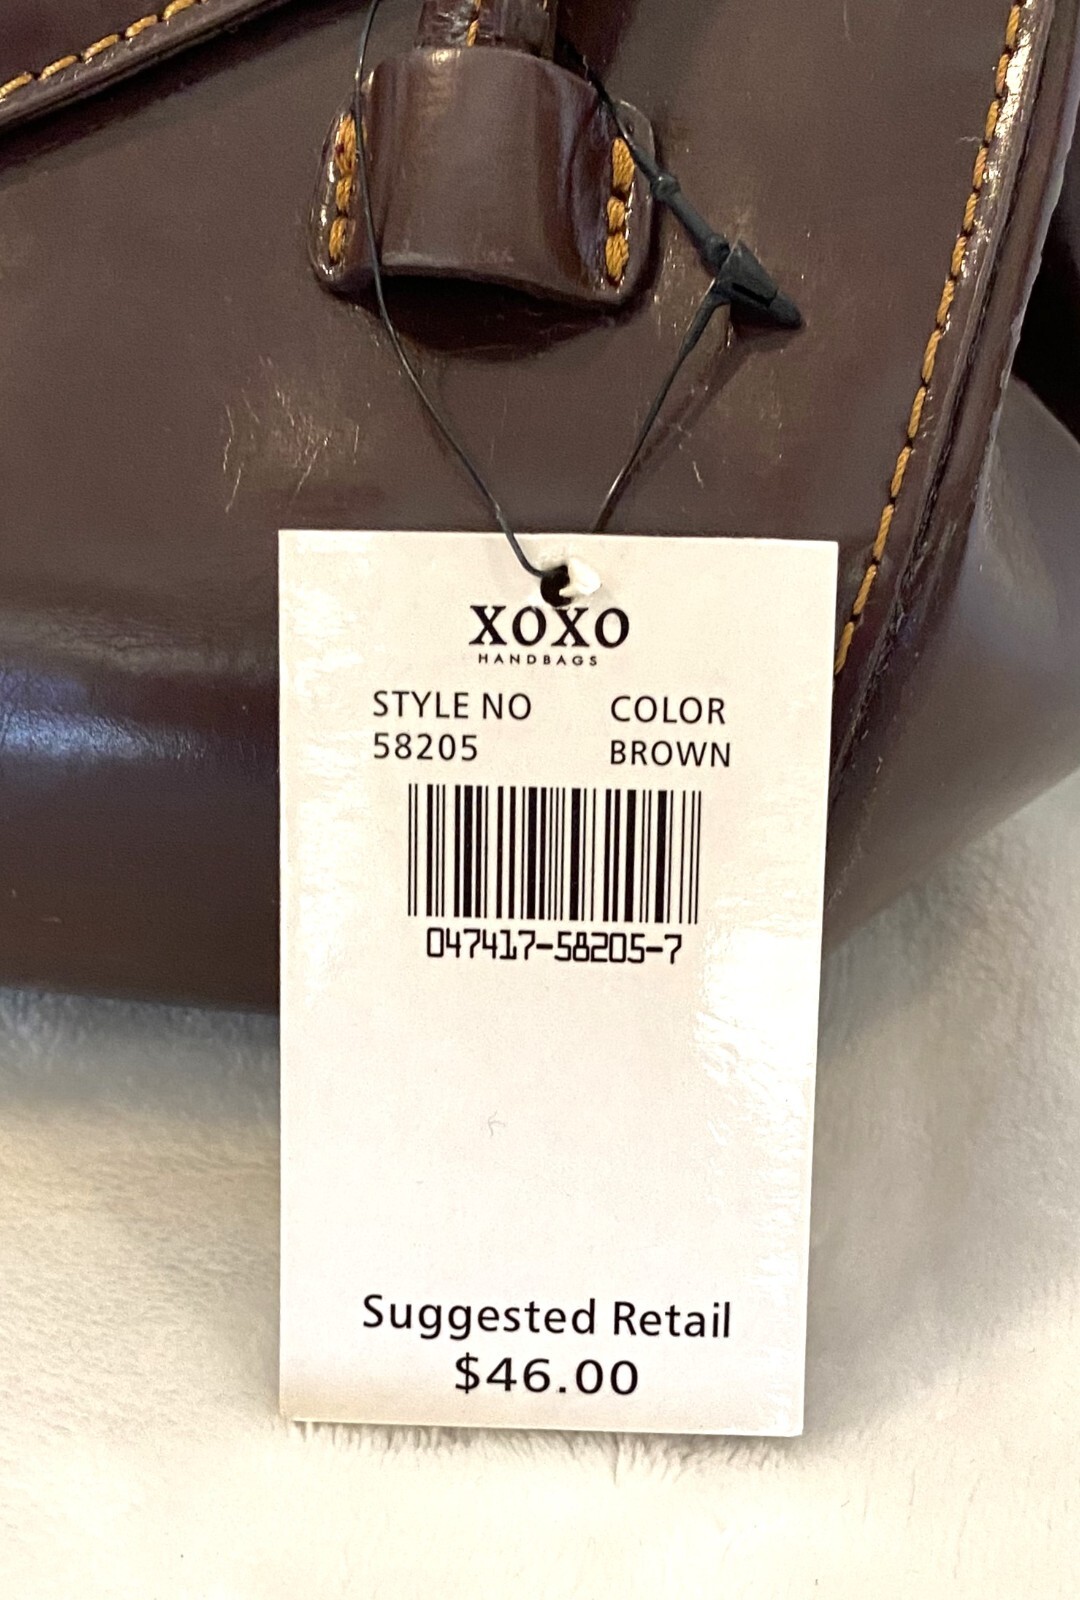 XOXO
HANDBAGS
STYLE NO COLOR
58205 BROWN
047417-58205-7
Suggested Retail
$46.00